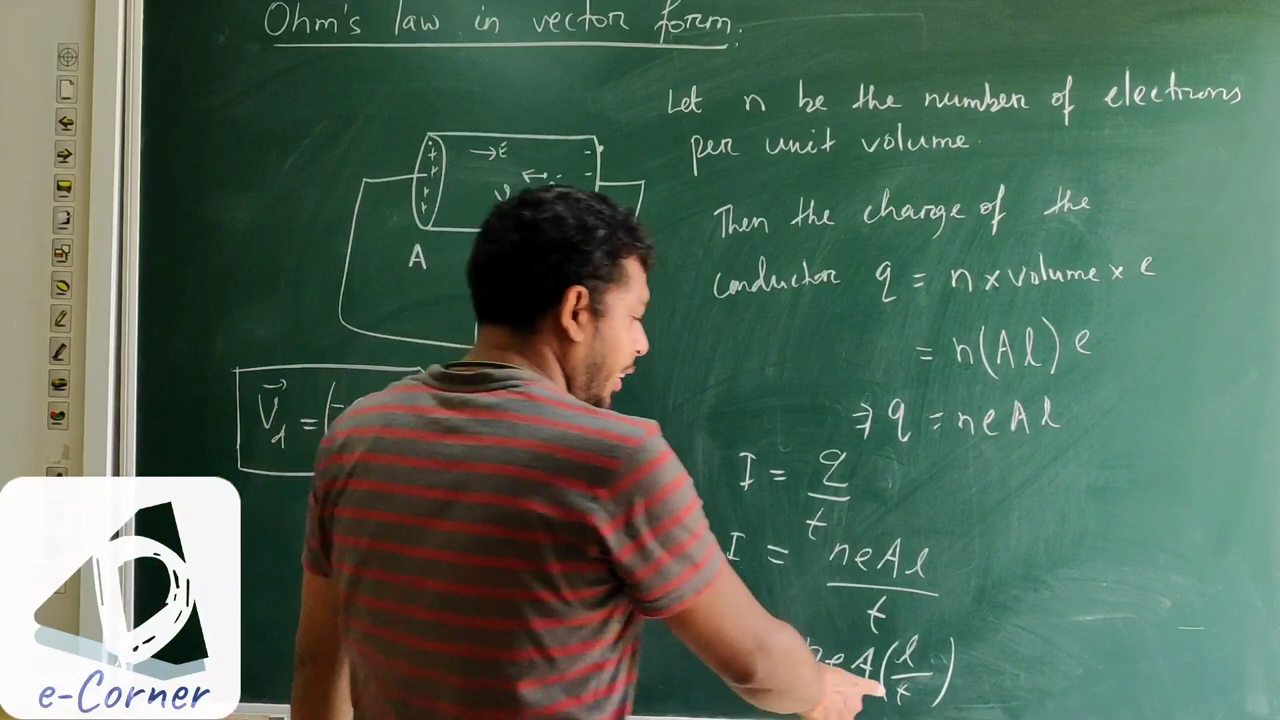 Ohm's law in vector form.
Let n be the number of electrons
per unit volume.
Then the charge of the
conductor q = n x volume x e
= n(Al) e
⇒ q = neAl
I = q/t
I = neAl/t
neA(l/t)
+ + + +
→E
- - -
A
V⃗d = (-
e-Corner